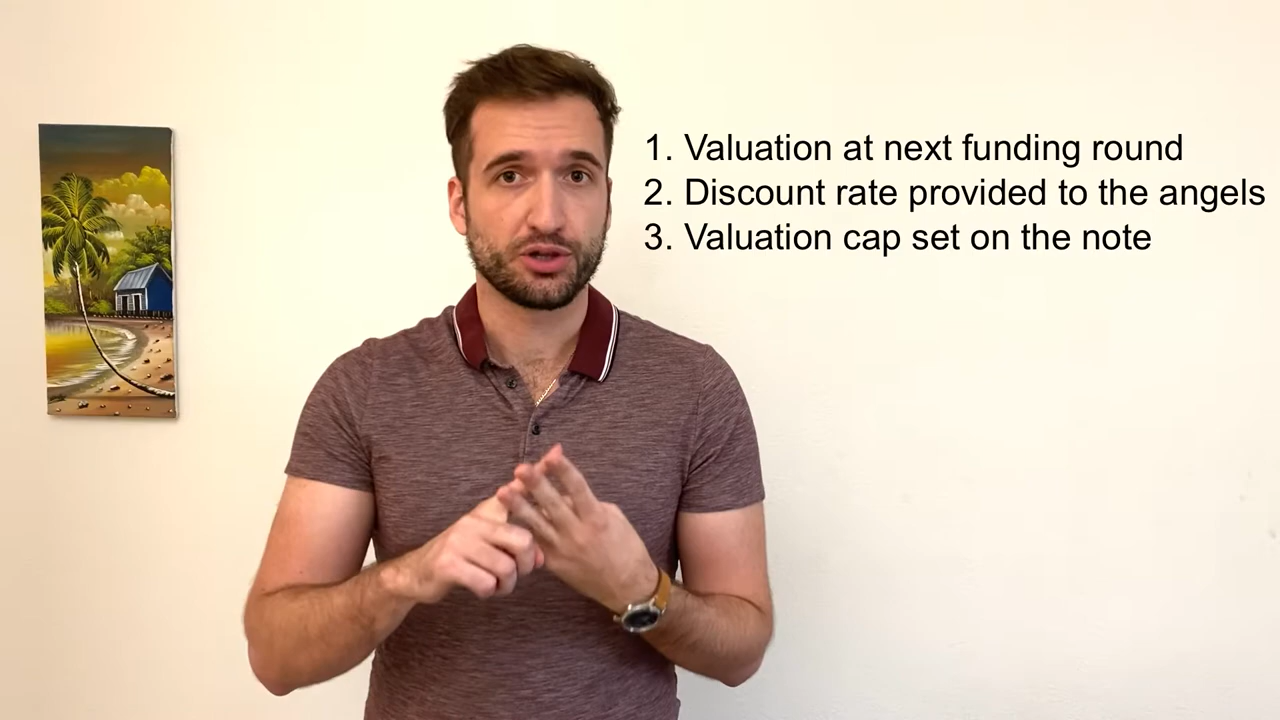 1. Valuation at next funding round
2. Discount rate provided to the angels
3. Valuation cap set on the note